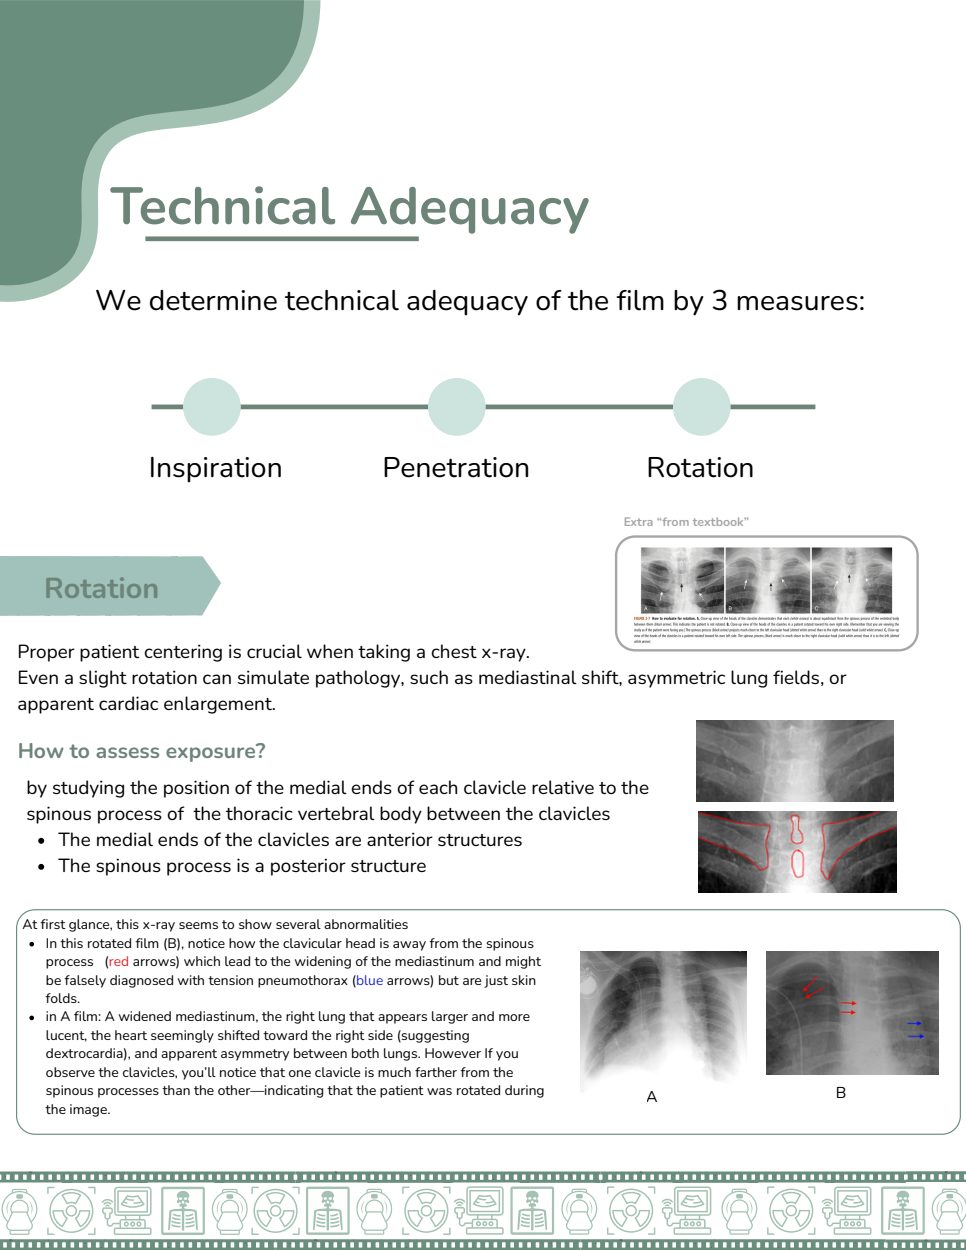 Technical Adequacy
We determine technical adequacy of the film by 3 measures:
Inspiration
Penetration
Rotation
Extra “from textbook”
Rotation
Proper patient centering is crucial when taking a chest x-ray.
Even a slight rotation can simulate pathology, such as mediastinal shift, asymmetric lung fields, or
apparent cardiac enlargement.
How to assess exposure?
by studying the position of the medial ends of each clavicle relative to the
spinous process of the thoracic vertebral body between the clavicles
• The medial ends of the clavicles are anterior structures
• The spinous process is a posterior structure
At first glance, this x-ray seems to show several abnormalities
• In this rotated film (B), notice how the clavicular head is away from the spinous
process (red arrows) which lead to the widening of the mediastinum and might
be falsely diagnosed with tension pneumothorax (blue arrows) but are just skin
folds.
• in A film: A widened mediastinum, the right lung that appears larger and more
lucent, the heart seemingly shifted toward the right side (suggesting
dextrocardia), and apparent asymmetry between both lungs. However If you
observe the clavicles, you’ll notice that one clavicle is much farther from the
spinous processes than the other—indicating that the patient was rotated during
the image.
A
B